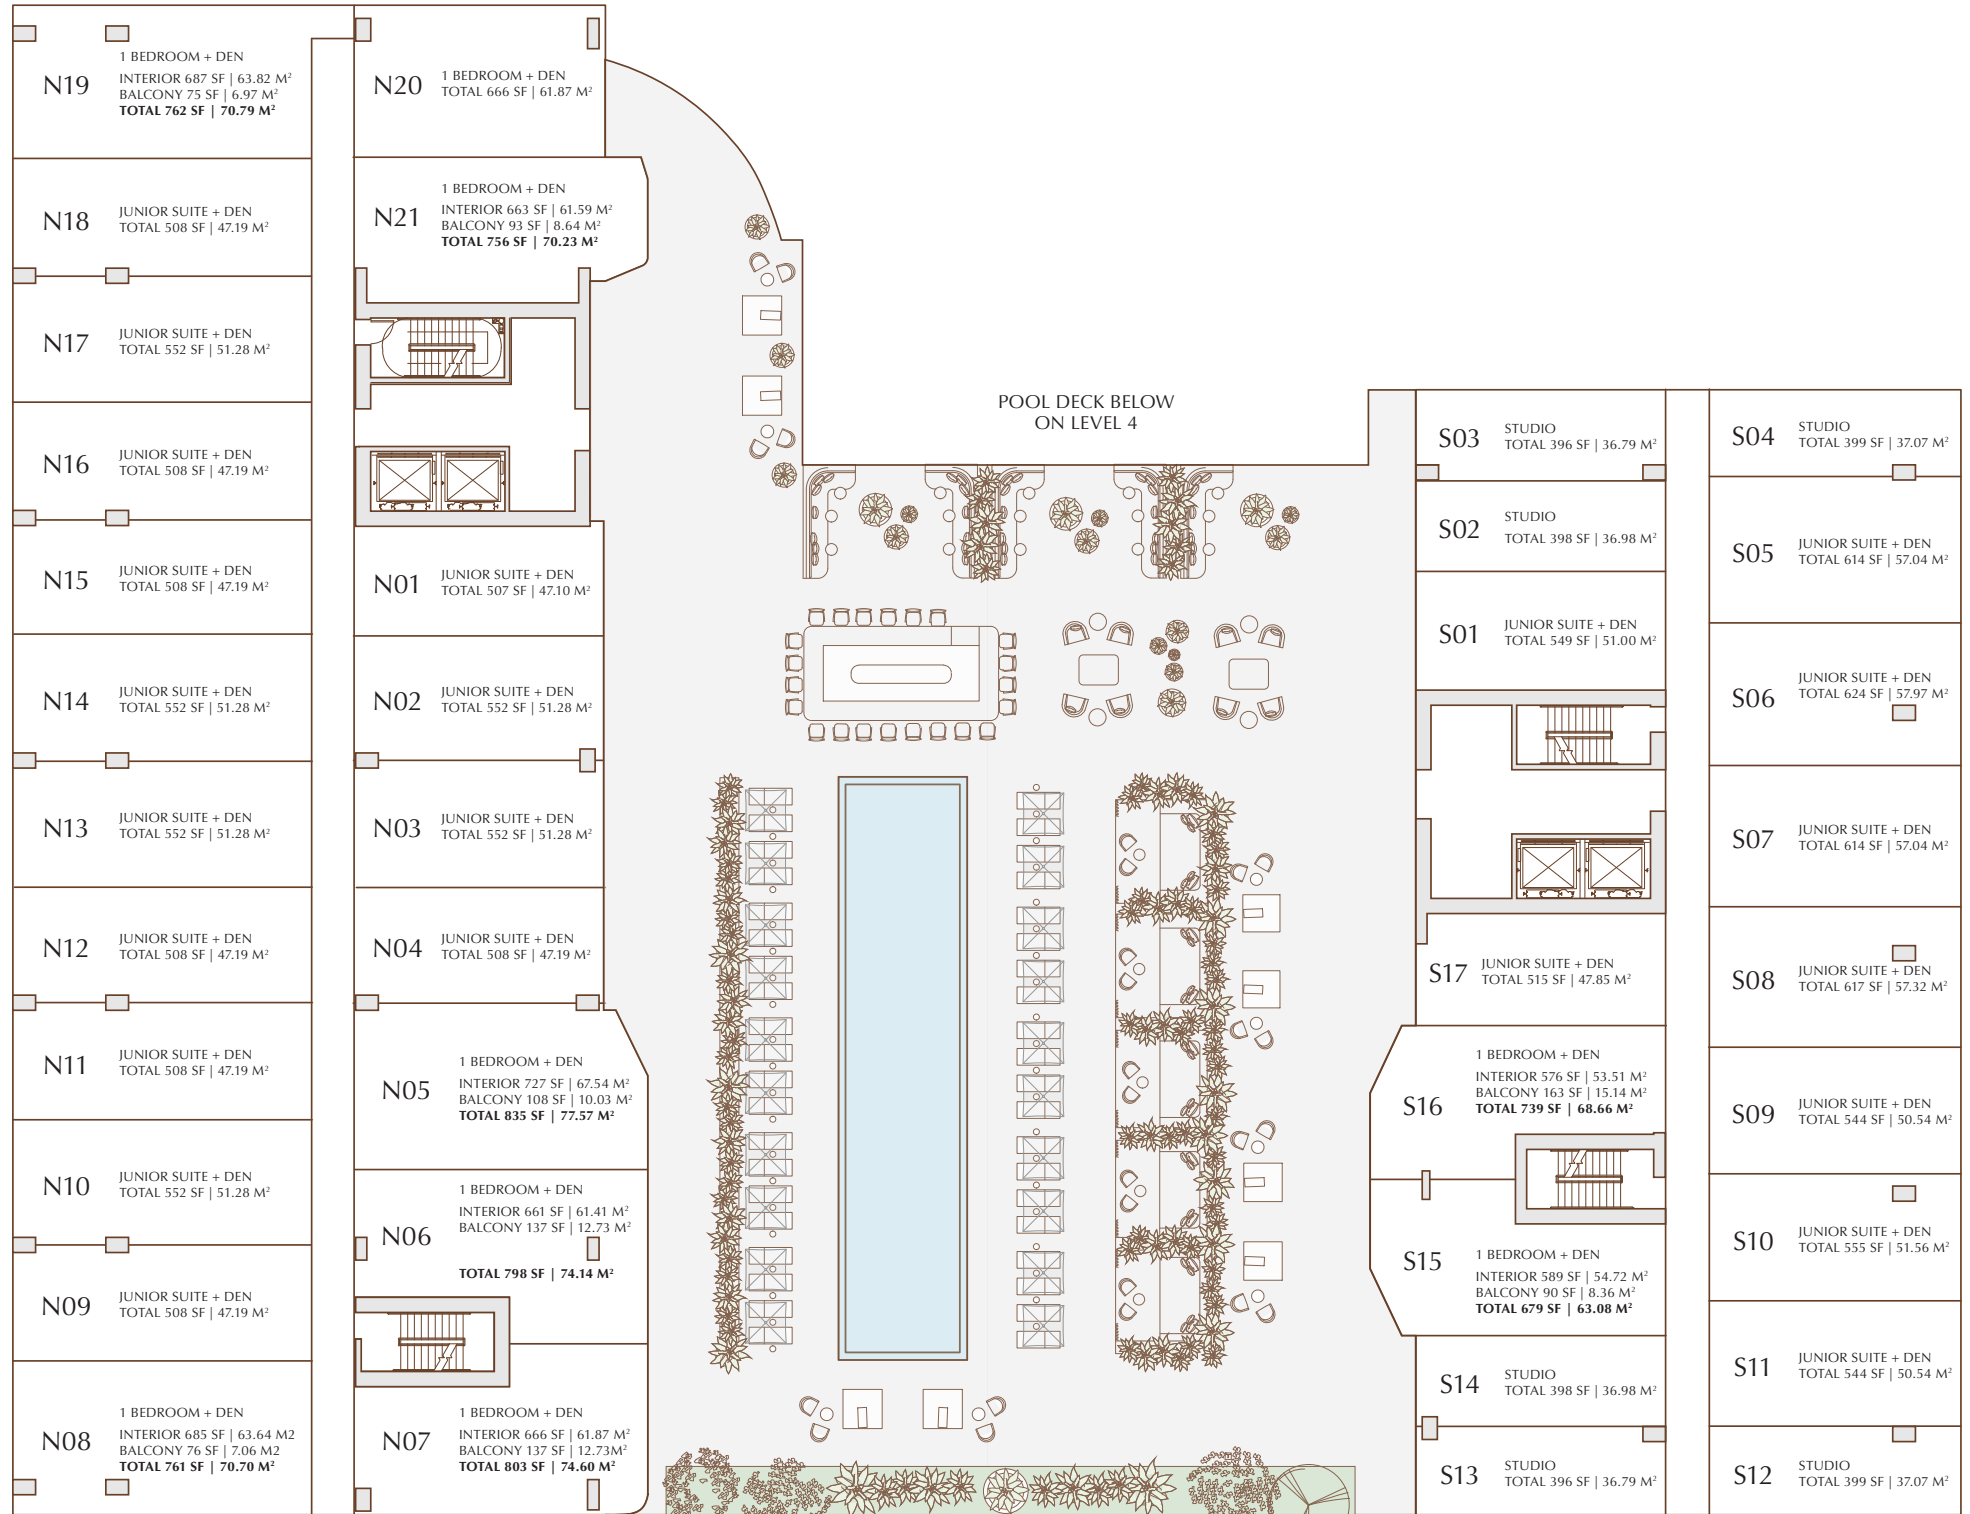 N19
1 BEDROOM + DEN
INTERIOR 687 SF | 63.82 M²
BALCONY 75 SF | 6.97 M²
TOTAL 762 SF | 70.79 M²
N18
JUNIOR SUITE + DEN
TOTAL 508 SF | 47.19 M²
N17
JUNIOR SUITE + DEN
TOTAL 552 SF | 51.28 M²
N16
JUNIOR SUITE + DEN
TOTAL 508 SF | 47.19 M²
N15
JUNIOR SUITE + DEN
TOTAL 508 SF | 47.19 M²
N14
JUNIOR SUITE + DEN
TOTAL 552 SF | 51.28 M²
N13
JUNIOR SUITE + DEN
TOTAL 552 SF | 51.28 M²
N12
JUNIOR SUITE + DEN
TOTAL 508 SF | 47.19 M²
N11
JUNIOR SUITE + DEN
TOTAL 508 SF | 47.19 M²
N10
JUNIOR SUITE + DEN
TOTAL 552 SF | 51.28 M²
N09
JUNIOR SUITE + DEN
TOTAL 508 SF | 47.19 M²
N08
1 BEDROOM + DEN
INTERIOR 685 SF | 63.64 M2
BALCONY 76 SF | 7.06 M2
TOTAL 761 SF | 70.70 M²
N20
1 BEDROOM + DEN
TOTAL 666 SF | 61.87 M²
N21
1 BEDROOM + DEN
INTERIOR 663 SF | 61.59 M²
BALCONY 93 SF | 8.64 M²
TOTAL 756 SF | 70.23 M²
N01
JUNIOR SUITE + DEN
TOTAL 507 SF | 47.10 M²
N02
JUNIOR SUITE + DEN
TOTAL 552 SF | 51.28 M²
N03
JUNIOR SUITE + DEN
TOTAL 552 SF | 51.28 M²
N04
JUNIOR SUITE + DEN
TOTAL 508 SF | 47.19 M²
N05
1 BEDROOM + DEN
INTERIOR 727 SF | 67.54 M²
BALCONY 108 SF | 10.03 M²
TOTAL 835 SF | 77.57 M²
N06
1 BEDROOM + DEN
INTERIOR 661 SF | 61.41 M²
BALCONY 137 SF | 12.73 M²
TOTAL 798 SF | 74.14 M²
N07
1 BEDROOM + DEN
INTERIOR 666 SF | 61.87 M²
BALCONY 137 SF | 12.73M²
TOTAL 803 SF | 74.60 M²
POOL DECK BELOW
ON LEVEL 4
S03
STUDIO
TOTAL 396 SF | 36.79 M²
S02
STUDIO
TOTAL 398 SF | 36.98 M²
S01
JUNIOR SUITE + DEN
TOTAL 549 SF | 51.00 M²
S17
JUNIOR SUITE + DEN
TOTAL 515 SF | 47.85 M²
S16
1 BEDROOM + DEN
INTERIOR 576 SF | 53.51 M²
BALCONY 163 SF | 15.14 M²
TOTAL 739 SF | 68.66 M²
S15
1 BEDROOM + DEN
INTERIOR 589 SF | 54.72 M²
BALCONY 90 SF | 8.36 M²
TOTAL 679 SF | 63.08 M²
S14
STUDIO
TOTAL 398 SF | 36.98 M²
S13
STUDIO
TOTAL 396 SF | 36.79 M²
S04
STUDIO
TOTAL 399 SF | 37.07 M²
S05
JUNIOR SUITE + DEN
TOTAL 614 SF | 57.04 M²
S06
JUNIOR SUITE + DEN
TOTAL 624 SF | 57.97 M²
S07
JUNIOR SUITE + DEN
TOTAL 614 SF | 57.04 M²
S08
JUNIOR SUITE + DEN
TOTAL 617 SF | 57.32 M²
S09
JUNIOR SUITE + DEN
TOTAL 544 SF | 50.54 M²
S10
JUNIOR SUITE + DEN
TOTAL 555 SF | 51.56 M²
S11
JUNIOR SUITE + DEN
TOTAL 544 SF | 50.54 M²
S12
STUDIO
TOTAL 399 SF | 37.07 M²